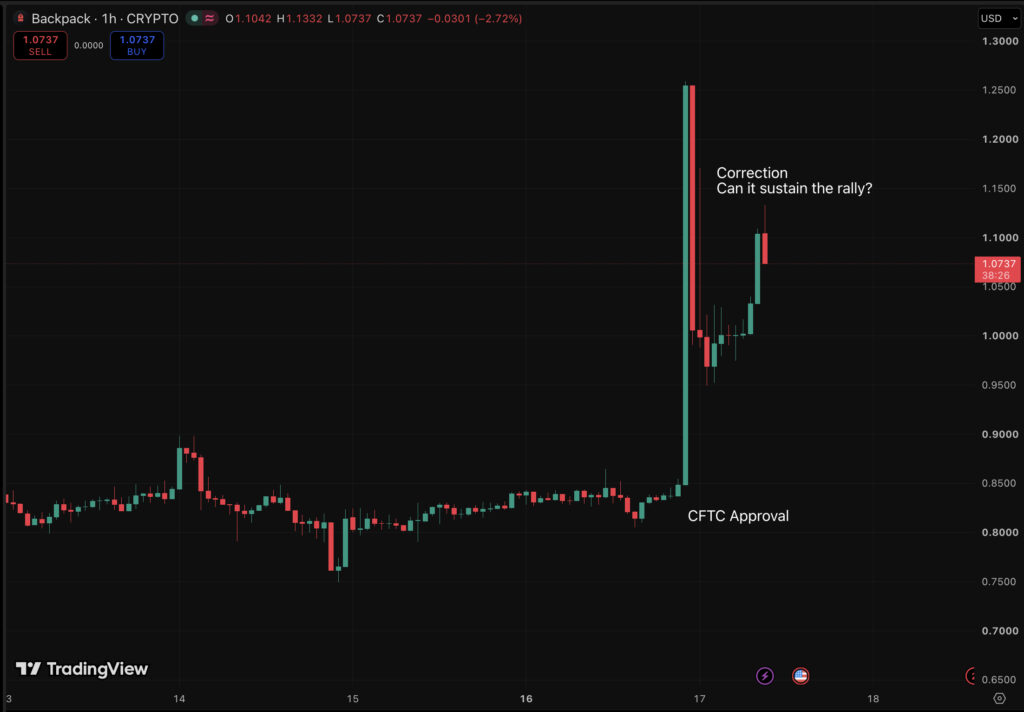 Backpack · 1h · CRYPTO O1.1042 H1.1332 L1.0737 C1.0737 −0.0301 (−2.72%)
USD
1.0737
SELL
0.0000
1.0737
BUY
1.3000
1.2500
1.2000
Correction
Can it sustain the rally?
1.1500
1.1000
1.0737
38:26
1.0500
1.0000
0.9500
0.9000
0.8500
CFTC Approval
0.8000
0.7500
0.7000
TradingView
0.6500
3 14 15 16 17 18